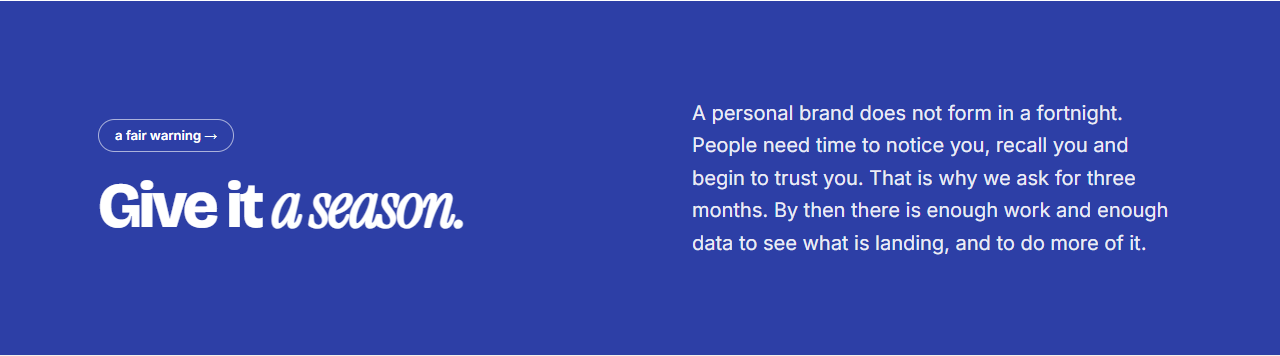 a fair warning →
Give it a season.
A personal brand does not form in a fortnight.
People need time to notice you, recall you and
begin to trust you. That is why we ask for three
months. By then there is enough work and enough
data to see what is landing, and to do more of it.